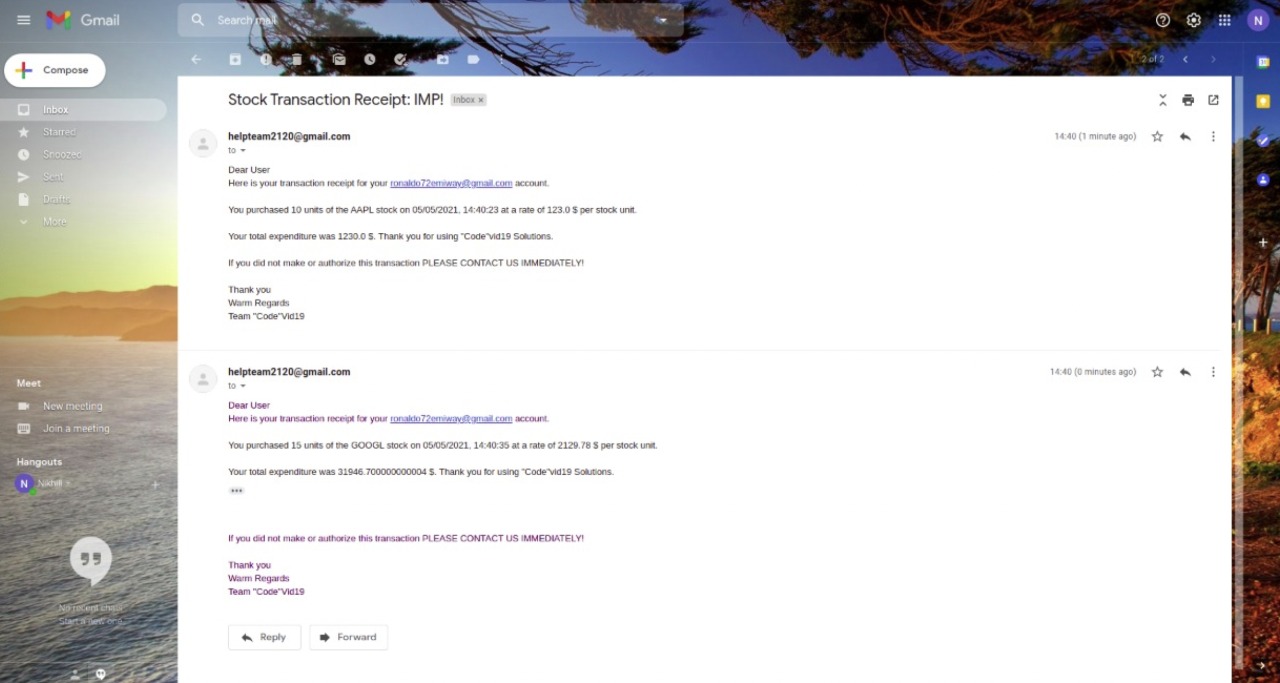 Gmail
Search mail
Compose
2 of 2
Inbox
Starred
Snoozed
Sent
Drafts
More
Meet
New meeting
Join a meeting
Hangouts
N Nikhil
No recent chats
Start a new one
N
Stock Transaction Receipt: IMP! Inbox x
helpteam2120@gmail.com 14:40 (1 minute ago)
to
Dear User
Here is your transaction receipt for your ronaldo72emiway@gmail.com account.
You purchased 10 units of the AAPL stock on 05/05/2021, 14:40:23 at a rate of 123.0 $ per stock unit.
Your total expenditure was 1230.0 $. Thank you for using "Code"vid19 Solutions.
If you did not make or authorize this transaction PLEASE CONTACT US IMMEDIATELY!
Thank you
Warm Regards
Team "Code"Vid19
helpteam2120@gmail.com 14:40 (0 minutes ago)
to
Dear User
Here is your transaction receipt for your ronaldo72emiway@gmail.com account.
You purchased 15 units of the GOOGL stock on 05/05/2021, 14:40:35 at a rate of 2129.78 $ per stock unit.
Your total expenditure was 31946.700000000004 $. Thank you for using "Code"vid19 Solutions.
If you did not make or authorize this transaction PLEASE CONTACT US IMMEDIATELY!
Thank you
Warm Regards
Team "Code"Vid19
Reply
Forward